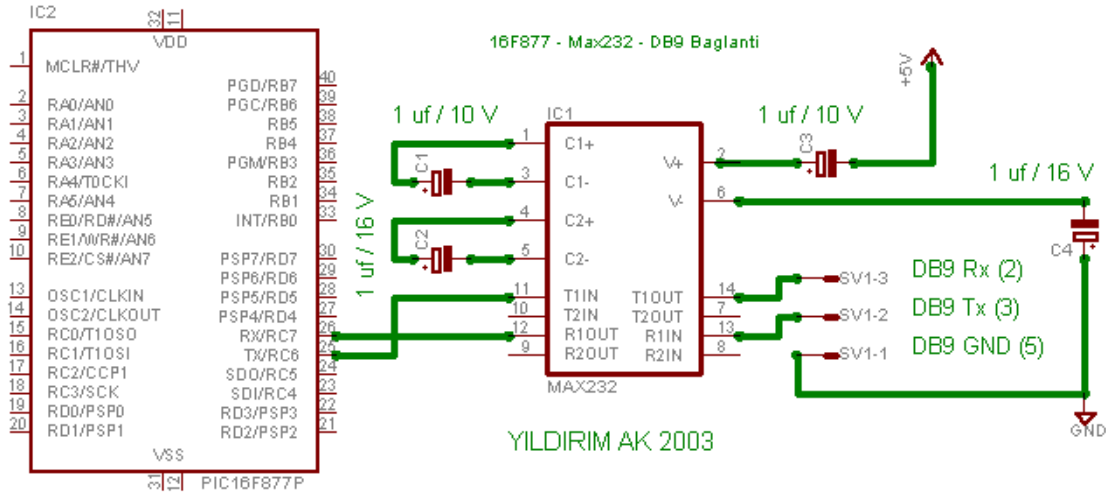 IC2
32 11
VDD
1 MCLR#/THV
2 RA0/AN0
3 RA1/AN1
4 RA2/AN2
5 RA3/AN3
6 RA4/T0CKI
7 RA5/AN4
8 RE0/RD#/AN5
9 RE1/WR#/AN6
10 RE2/CS#/AN7
13 OSC1/CLKIN
14 OSC2/CLKOUT
15 RC0/T1OSO
16 RC1/T1OSI
17 RC2/CCP1
18 RC3/SCK
19 RD0/PSP0
20 RD1/PSP1
PGD/RB7 40
PGC/RB6 39
RB5 38
RB4 37
PGM/RB3 36
RB2 35
RB1 34
INT/RB0 33
PSP7/RD7 30
PSP6/RD6 29
PSP5/RD5 28
PSP4/RD4 27
RX/RC7 26
TX/RC6 25
SDO/RC5 24
SDI/RC4 23
RD3/PSP3 22
RD2/PSP2 21
VSS
31 12
PIC16F877P
16F877 - Max232 - DB9 Baglanti
1 uf / 10 V
C1
+
1 uf / 16 V
C2
+
IC1
1 C1+
3 C1-
4 C2+
5 C2-
11 T1IN
10 T2IN
12 R1OUT
9 R2OUT
V+ 2
V- 6
T1OUT 14
T2OUT 7
R1IN 13
R2IN 8
MAX232
1 uf / 10 V
C3
+
+5V
1 uf / 16 V
C4
+
SV1-3 DB9 Rx (2)
SV1-2 DB9 Tx (3)
SV1-1 DB9 GND (5)
GND
YILDIRIM AK 2003